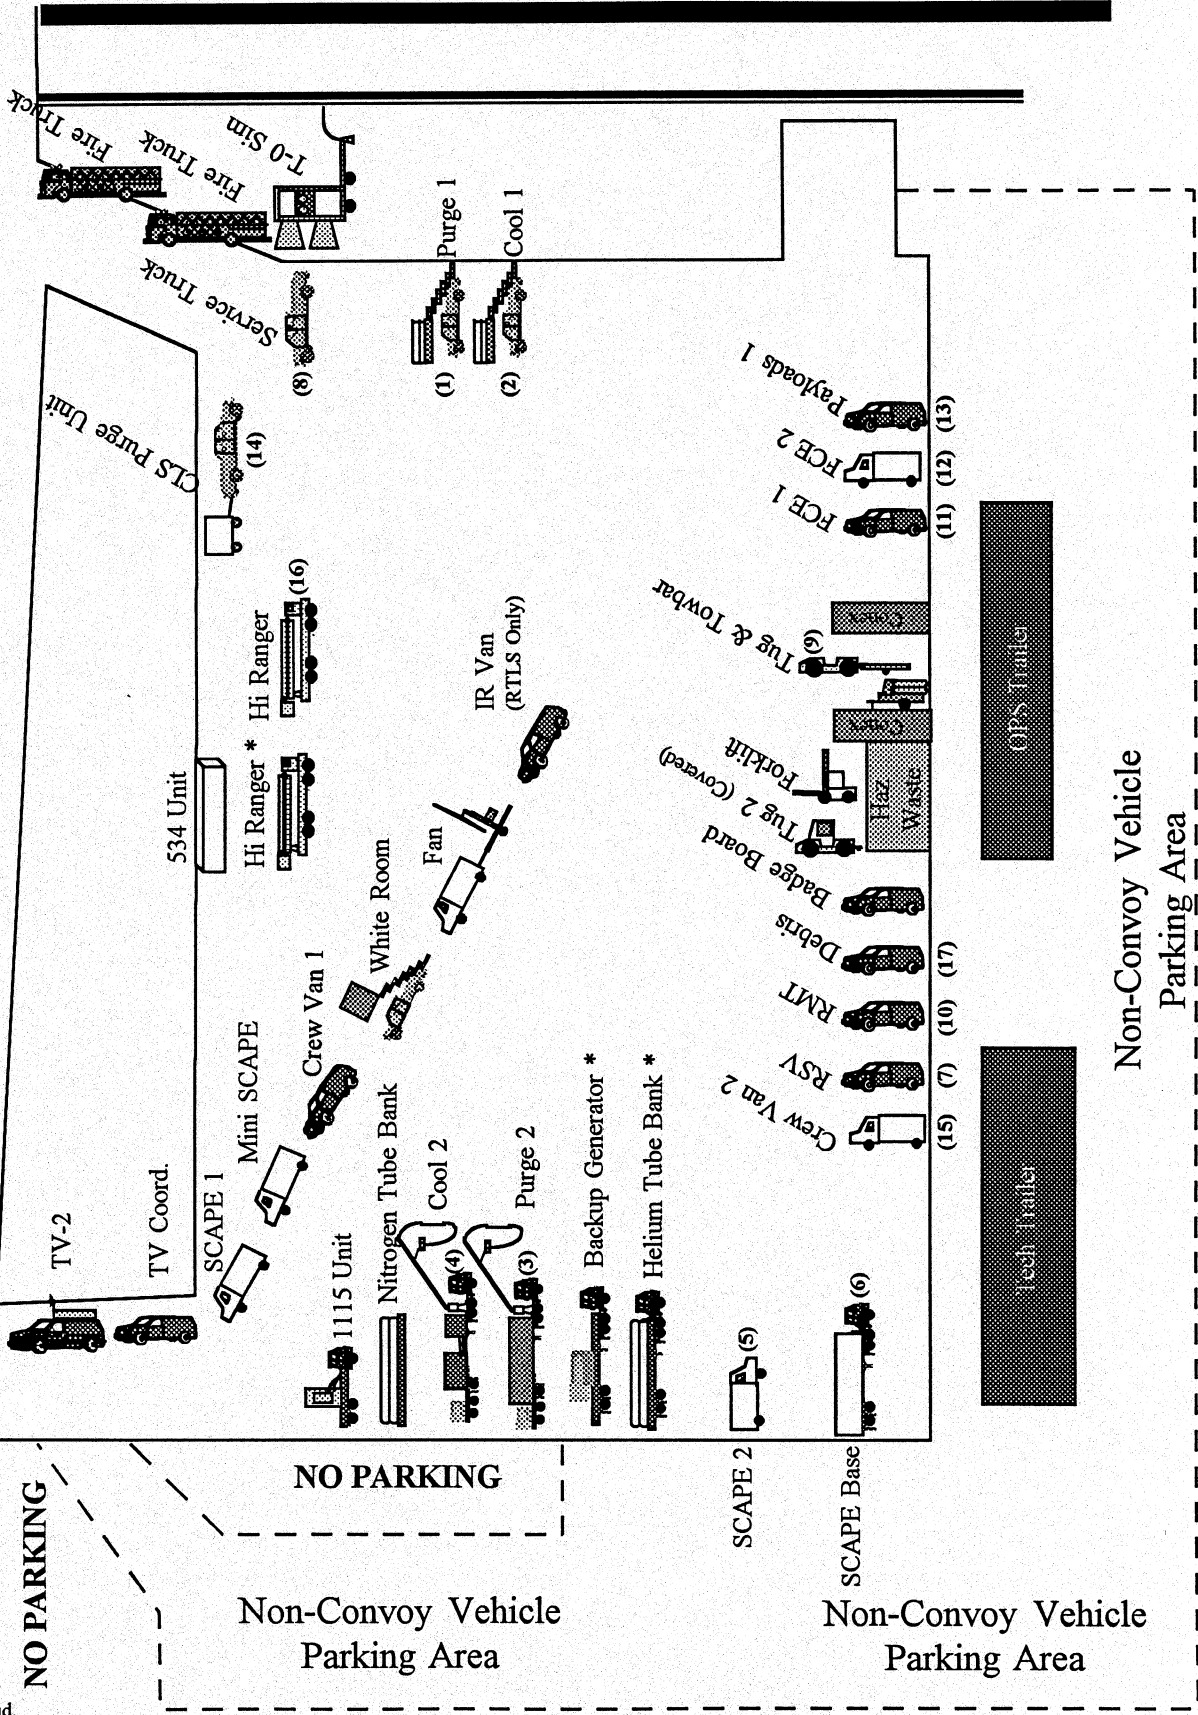 Fire Truck
Fire Truck
T-0 Sim
Service Truck
(8)
Purge 1
(1)
Cool 1
(2)
CLS Purge Unit
(14)
Payloads 1
(13)
FCE 2
(12)
FCE 1
(11)
Hi Ranger
(16)
534 Unit
Hi Ranger *
IR Van
(RTLS Only)
Tug & Towbar
(9)
Conex
Conex
OPS Trailer
Forklift
Tug 2 (Covered)
Haz
Waste
Badge Board
Debris
(17)
RMT
(10)
RSV
(7)
Crew Van 2
(15)
Fan
White Room
Crew Van 1
Mini SCAPE
SCAPE 1
TV-2
TV Coord.
1115 Unit
Nitrogen Tube Bank
Cool 2
(4)
Purge 2
(3)
Backup Generator *
Helium Tube Bank *
SCAPE 2
(5)
SCAPE Base
(6)
Tech Trailer
Non-Convoy Vehicle
Parking Area
NO PARKING
NO PARKING
Non-Convoy Vehicle
Parking Area
Non-Convoy Vehicle
Parking Area